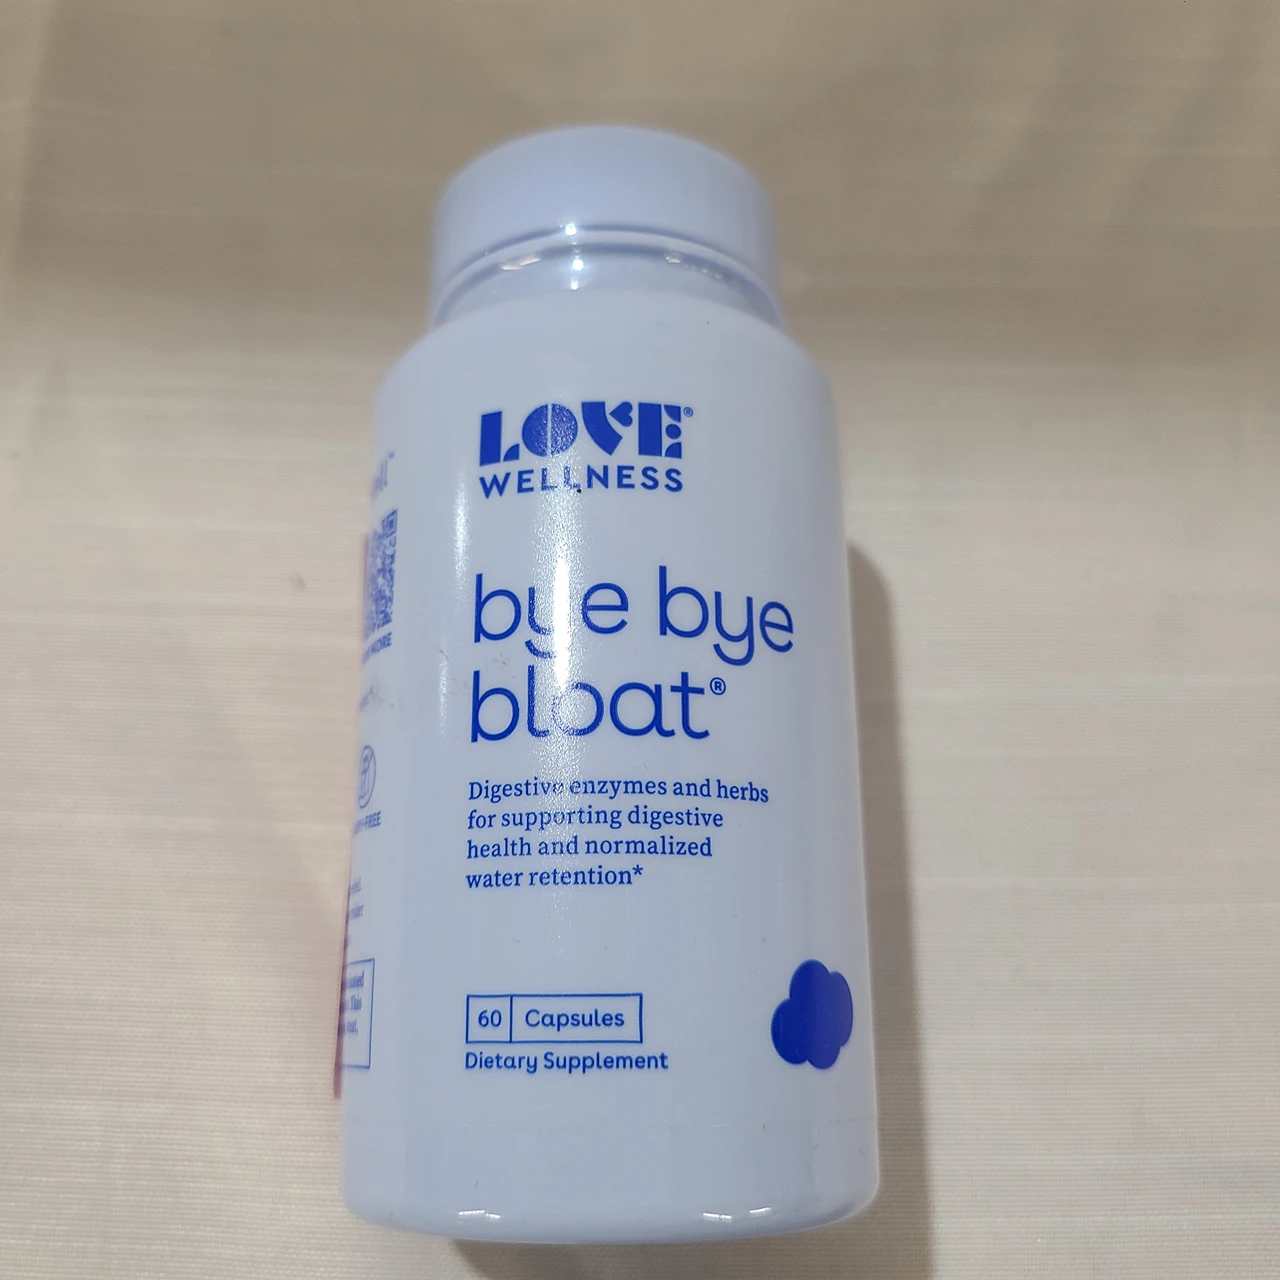 LOVE®
WELLNESS
bye bye
bloat®
Digestive enzymes and herbs
for supporting digestive
health and normalized
water retention*
60 Capsules
Dietary Supplement